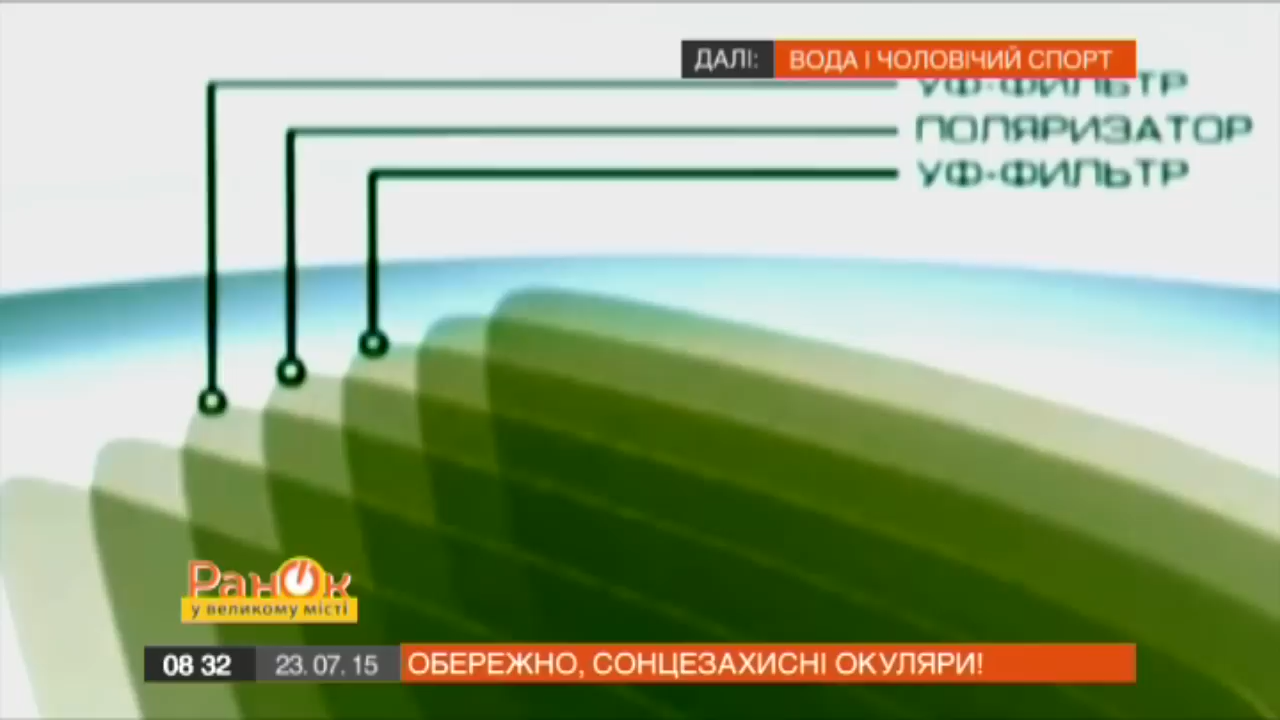 ДАЛІ: ВОДА І ЧОЛОВІЧИЙ СПОРТ
УФ-ФИЛЬТР
ПОЛЯРИЗАТОР
УФ-ФИЛЬТР
Ранок
у великому місті
08 32 23. 07. 15 ОБЕРЕЖНО, СОНЦЕЗАХИСНІ ОКУЛЯРИ!